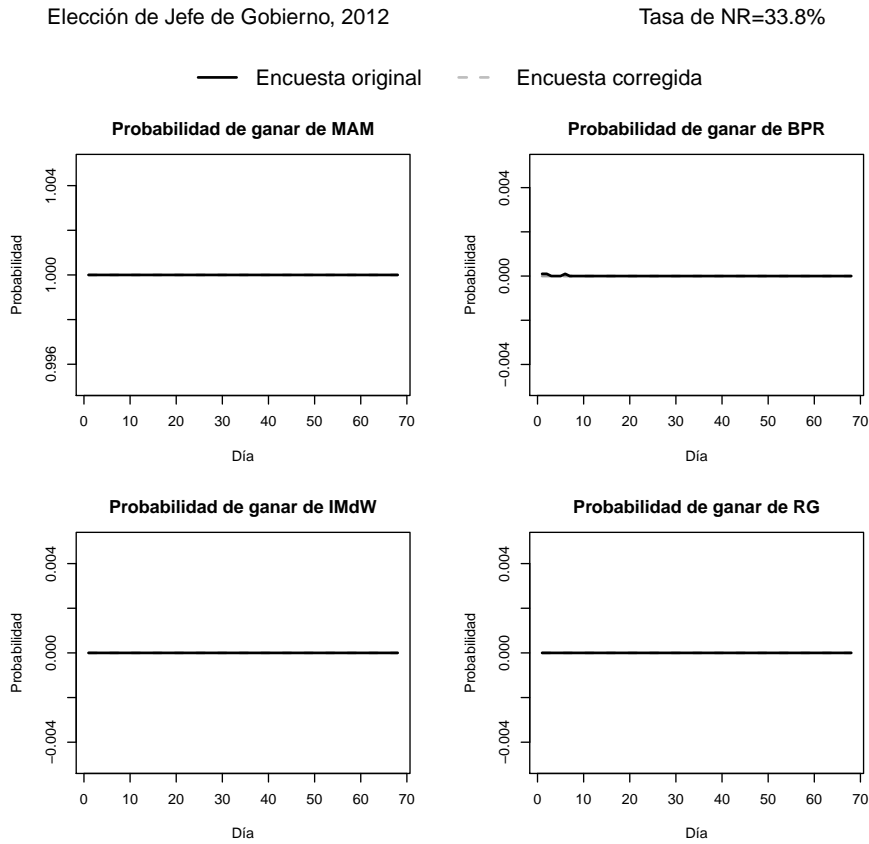 Elección de Jefe de Gobierno, 2012 Tasa de NR=33.8%
Encuesta original Encuesta corregida
Probabilidad de ganar de MAM
Probabilidad
1.004
1.000
0.996
0 10 20 30 40 50 60 70
Día
Probabilidad de ganar de BPR
Probabilidad
0.004
0.000
−0.004
0 10 20 30 40 50 60 70
Día
Probabilidad de ganar de IMdW
Probabilidad
0.004
0.000
−0.004
0 10 20 30 40 50 60 70
Día
Probabilidad de ganar de RG
Probabilidad
0.004
0.000
−0.004
0 10 20 30 40 50 60 70
Día